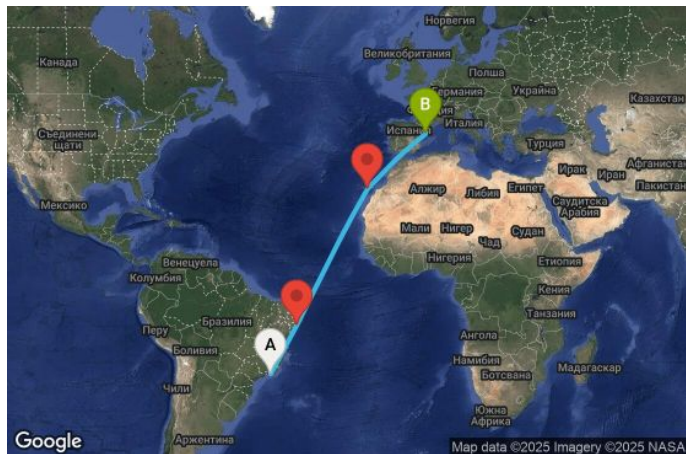 Норвегия
Канада
Великобритания
Полша
Германия
Украйна
Казахстан
Съединени
щати
Испания
Италия
Турция
Ирак
Иран
Афганистан
Пакистан
Мексико
Алжир
Либия
Египет
Саудитска
Арабия
Мали
Нигер
Чад
Судан
Венецуела
Колумбия
Нигерия
Етиопия
Кения
Бразилия
Перу
Танзания
Ангола
Боливия
Намибия
Ботсвана
Мадагаскар
Чили
Южна
Африка
Аржентина
A
B
Google
Map data ©2025 Imagery ©2025 NASA